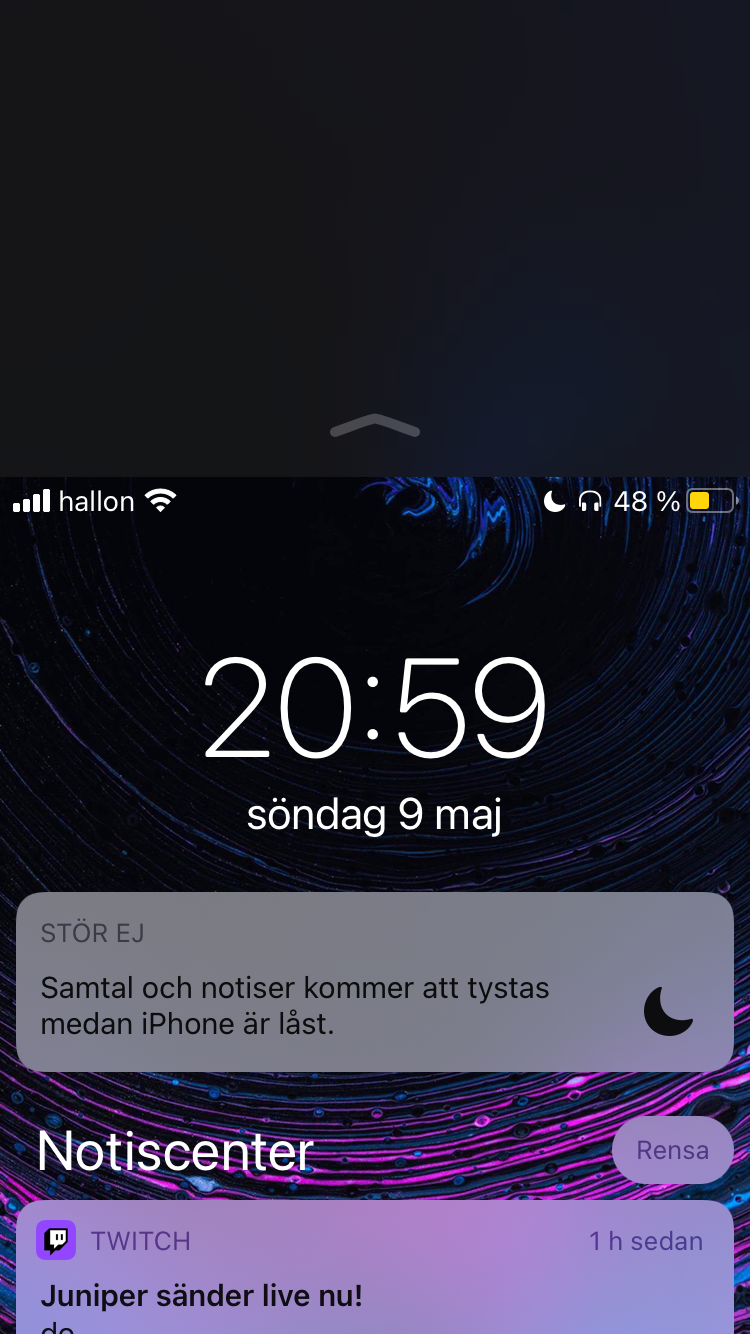 hallon 48 %
20:59
söndag 9 maj
STÖR EJ
Samtal och notiser kommer att tystas
medan iPhone är låst.
Notiscenter Rensa
TWITCH 1 h sedan
Juniper sänder live nu!